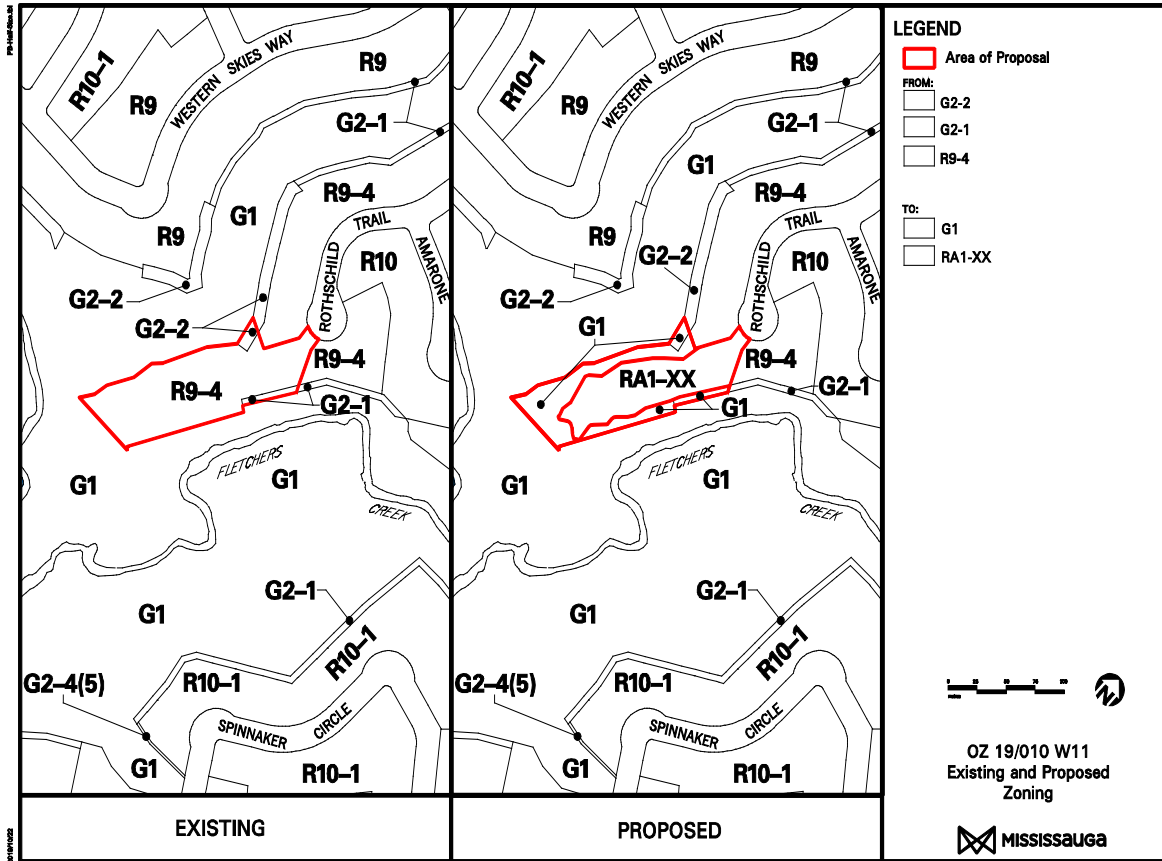 R10-1
R9
WESTERN SKIES WAY
R9
G2-1
G1
R9-4
R9
TRAIL
ROTHSCHILD
R10
AMARONE
G2-2
G2-2
R9-4
R9-4
G2-1
G1
FLETCHERS
G1
CREEK
G2-1
G1
R10-1
G2-4(5)
R10-1
SPINNAKER CIRCLE
G1
R10-1
EXISTING
R10-1
R9
WESTERN SKIES WAY
R9
G2-1
G1
R9-4
R9
TRAIL
ROTHSCHILD
R10
AMARONE
G2-2
G2-2
G1
R9-4
RA1-XX
G2-1
G1
G1
FLETCHERS
G1
CREEK
G2-1
G1
R10-1
G2-4(5)
R10-1
SPINNAKER CIRCLE
G1
R10-1
PROPOSED
LEGEND
Area of Proposal
FROM:
G2-2
G2-1
R9-4
TO:
G1
RA1-XX
OZ 19/010 W11
Existing and Proposed
Zoning
MISSISSAUGA